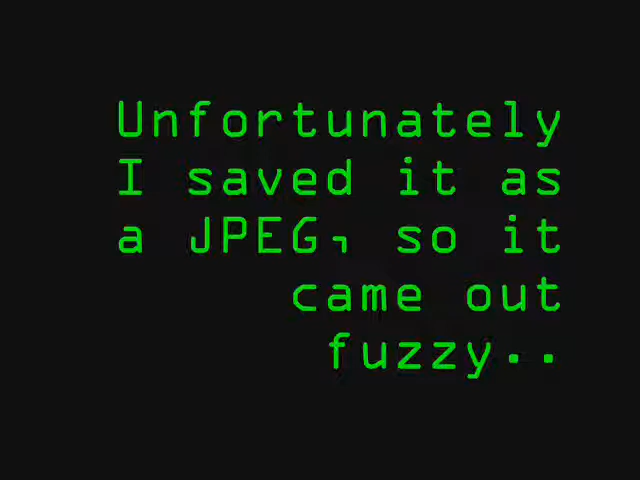 Unfortunately
I saved it as
a JPEG, so it
came out
fuzzy..